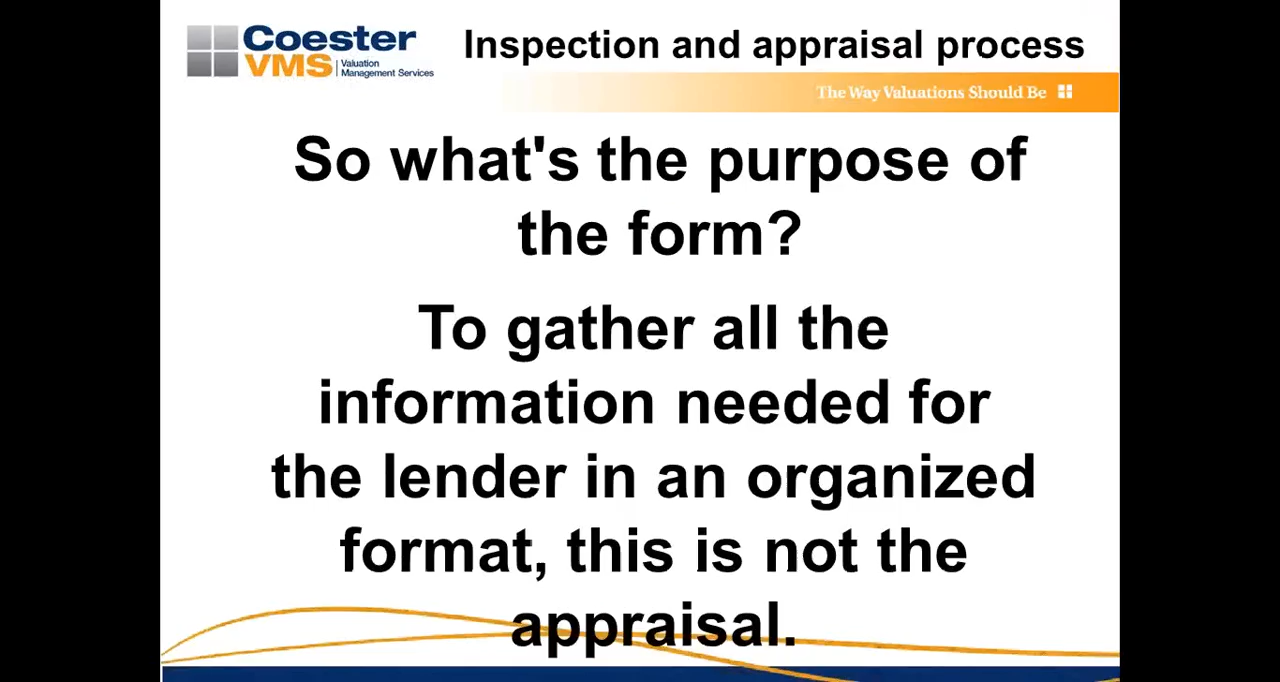 Coester
VMS
Valuation
Management Services
Inspection and appraisal process
The Way Valuations Should Be
So what's the purpose of
the form?
To gather all the
information needed for
the lender in an organized
format, this is not the
appraisal.